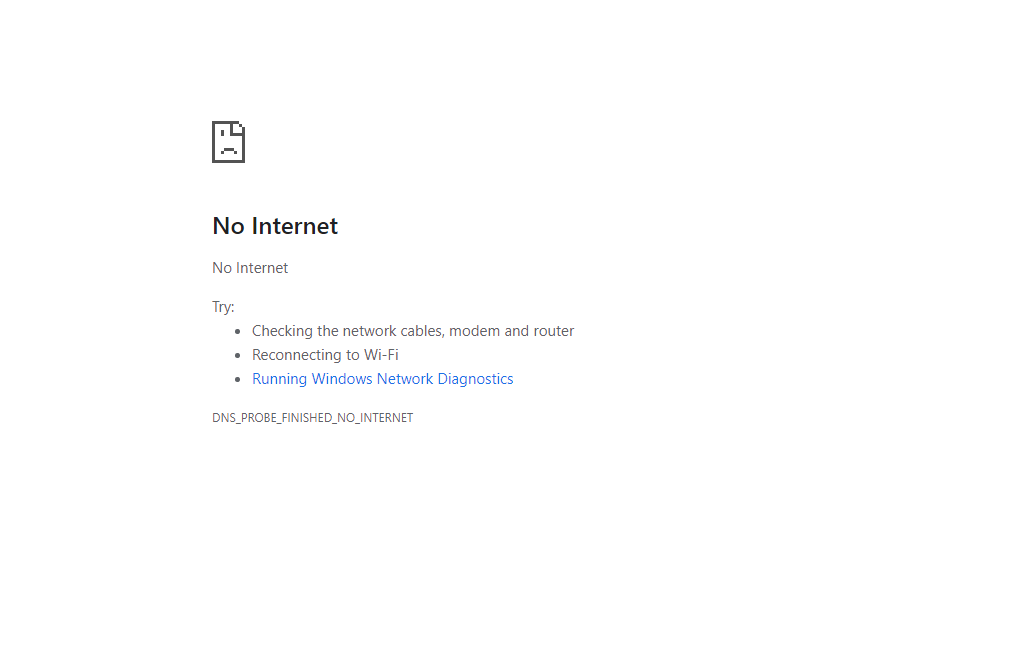 No Internet
No Internet
Try:
Checking the network cables, modem and router
Reconnecting to Wi-Fi
Running Windows Network Diagnostics
DNS_PROBE_FINISHED_NO_INTERNET